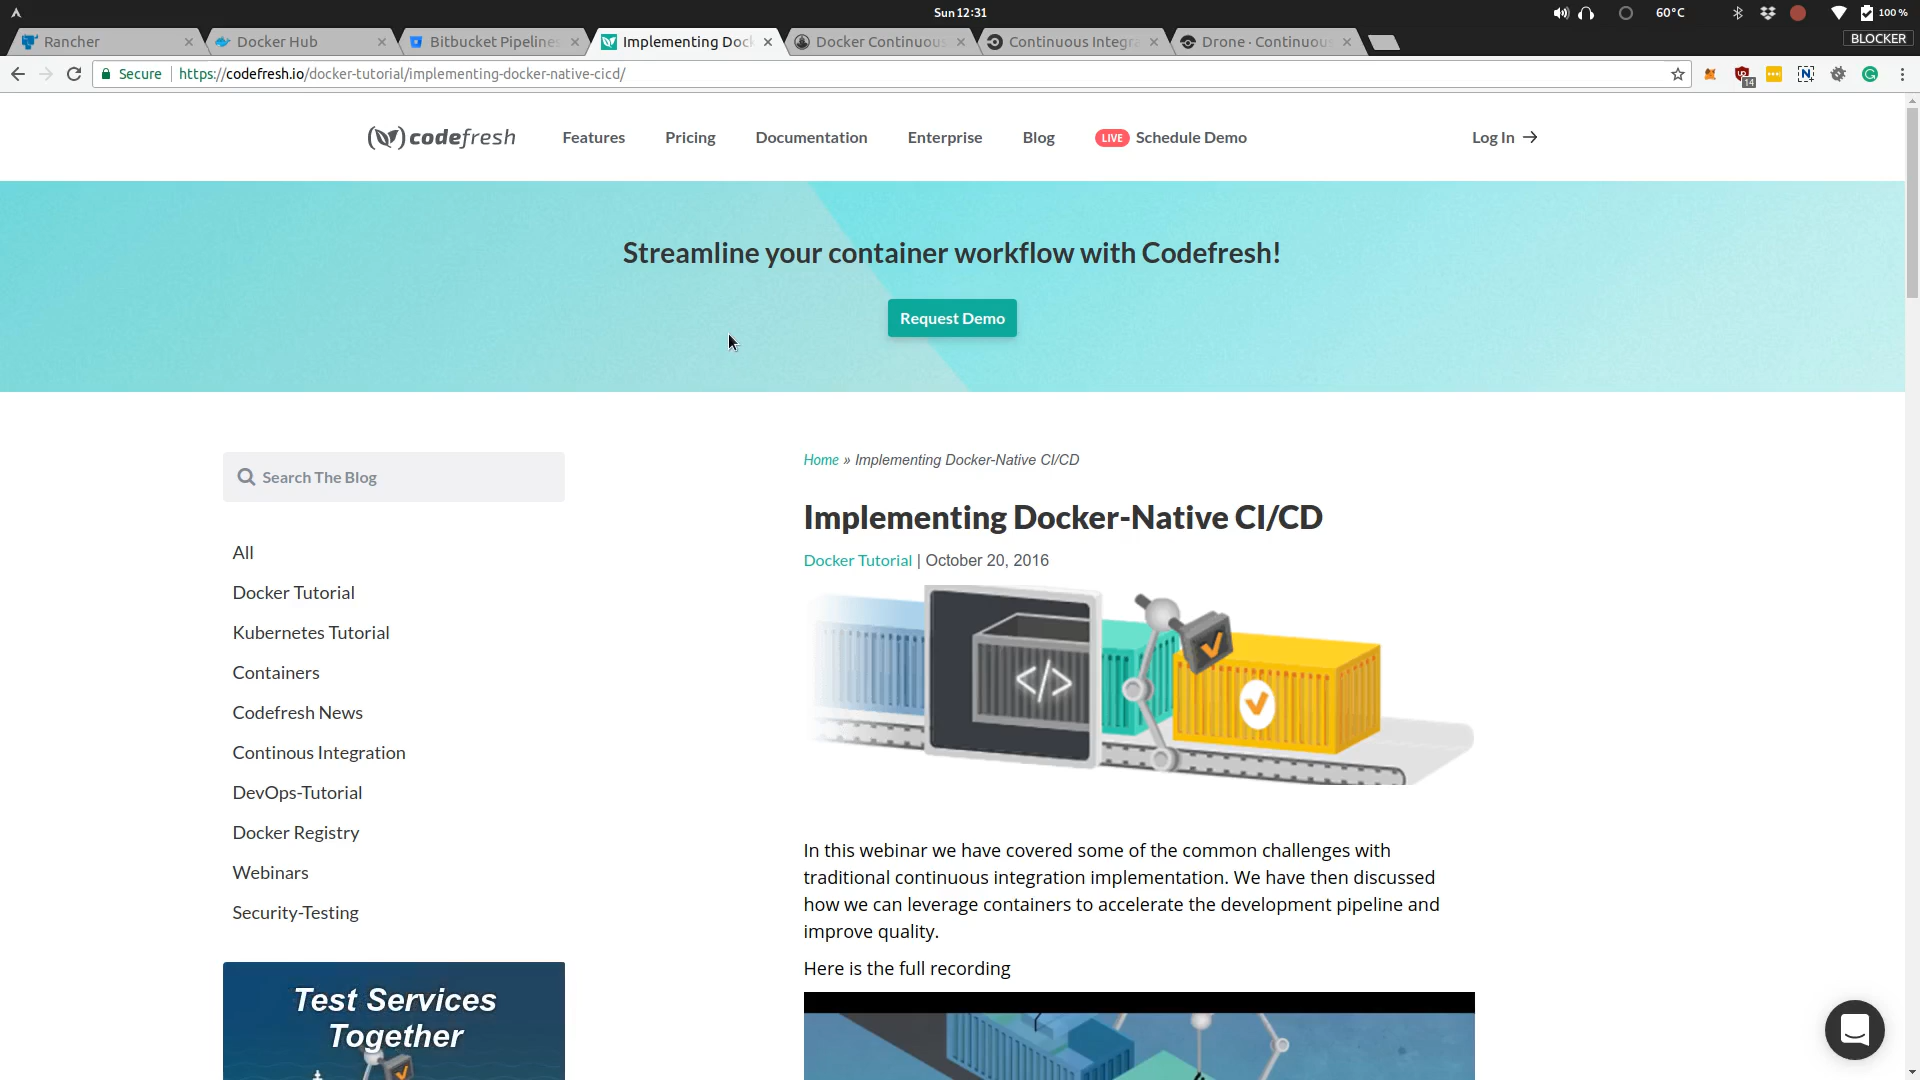 Sun 12:31
60°C
100 %
Rancher
Docker Hub
Bitbucket Pipelines
Implementing Dock
Docker Continuous
Continuous Integra
Drone · Continuous
BLOCKER
Secure
https://codefresh.io/docker-tutorial/implementing-docker-native-cicd/
14
N
codefresh
Features
Pricing
Documentation
Enterprise
Blog
LIVE Schedule Demo
Log In →
Streamline your container workflow with Codefresh!
Request Demo
Search The Blog
All
Docker Tutorial
Kubernetes Tutorial
Containers
Codefresh News
Continous Integration
DevOps-Tutorial
Docker Registry
Webinars
Security-Testing
Test Services
Together
Home » Implementing Docker-Native CI/CD
Implementing Docker-Native CI/CD
Docker Tutorial | October 20, 2016
</>
In this webinar we have covered some of the common challenges with
traditional continuous integration implementation. We have then discussed
how we can leverage containers to accelerate the development pipeline and
improve quality.
Here is the full recording